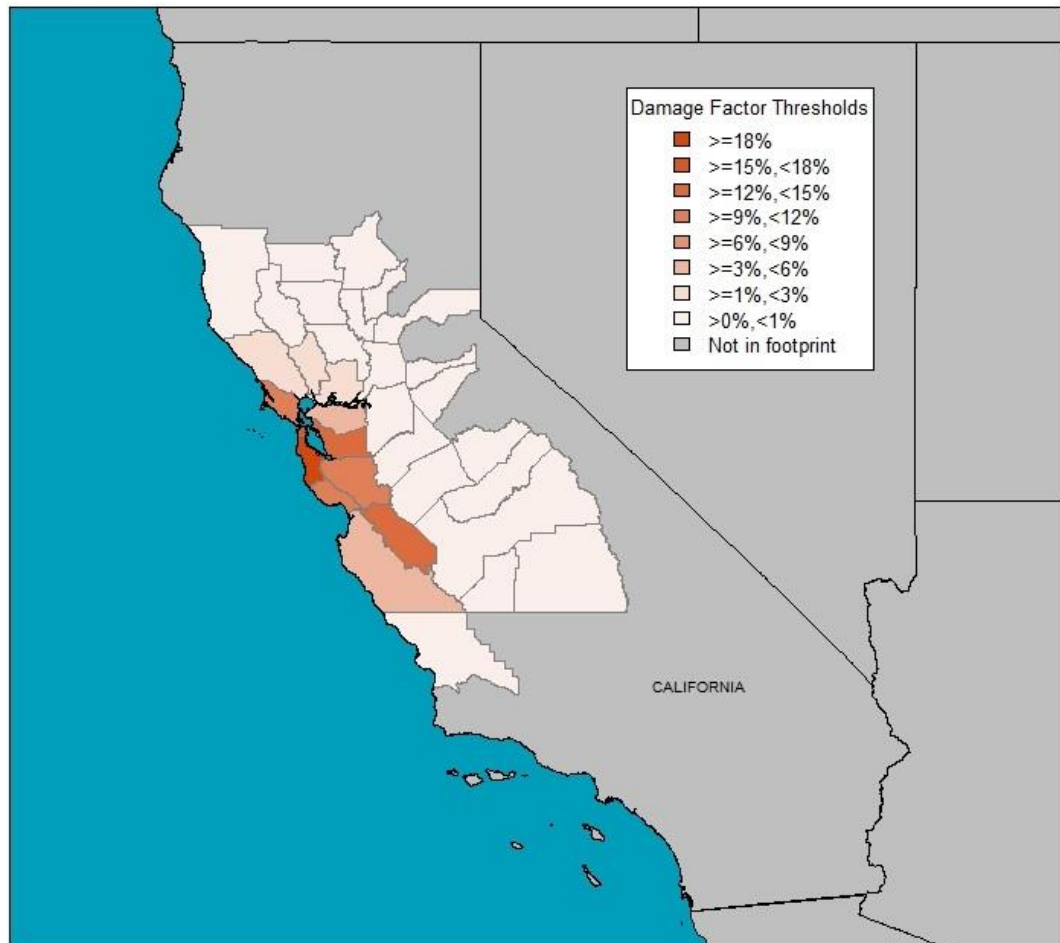 Damage Factor Thresholds
>=18%
>=15%,<18%
>=12%,<15%
>=9%,<12%
>=6%,<9%
>=3%,<6%
>=1%,<3%
>0%,<1%
Not in footprint
CALIFORNIA